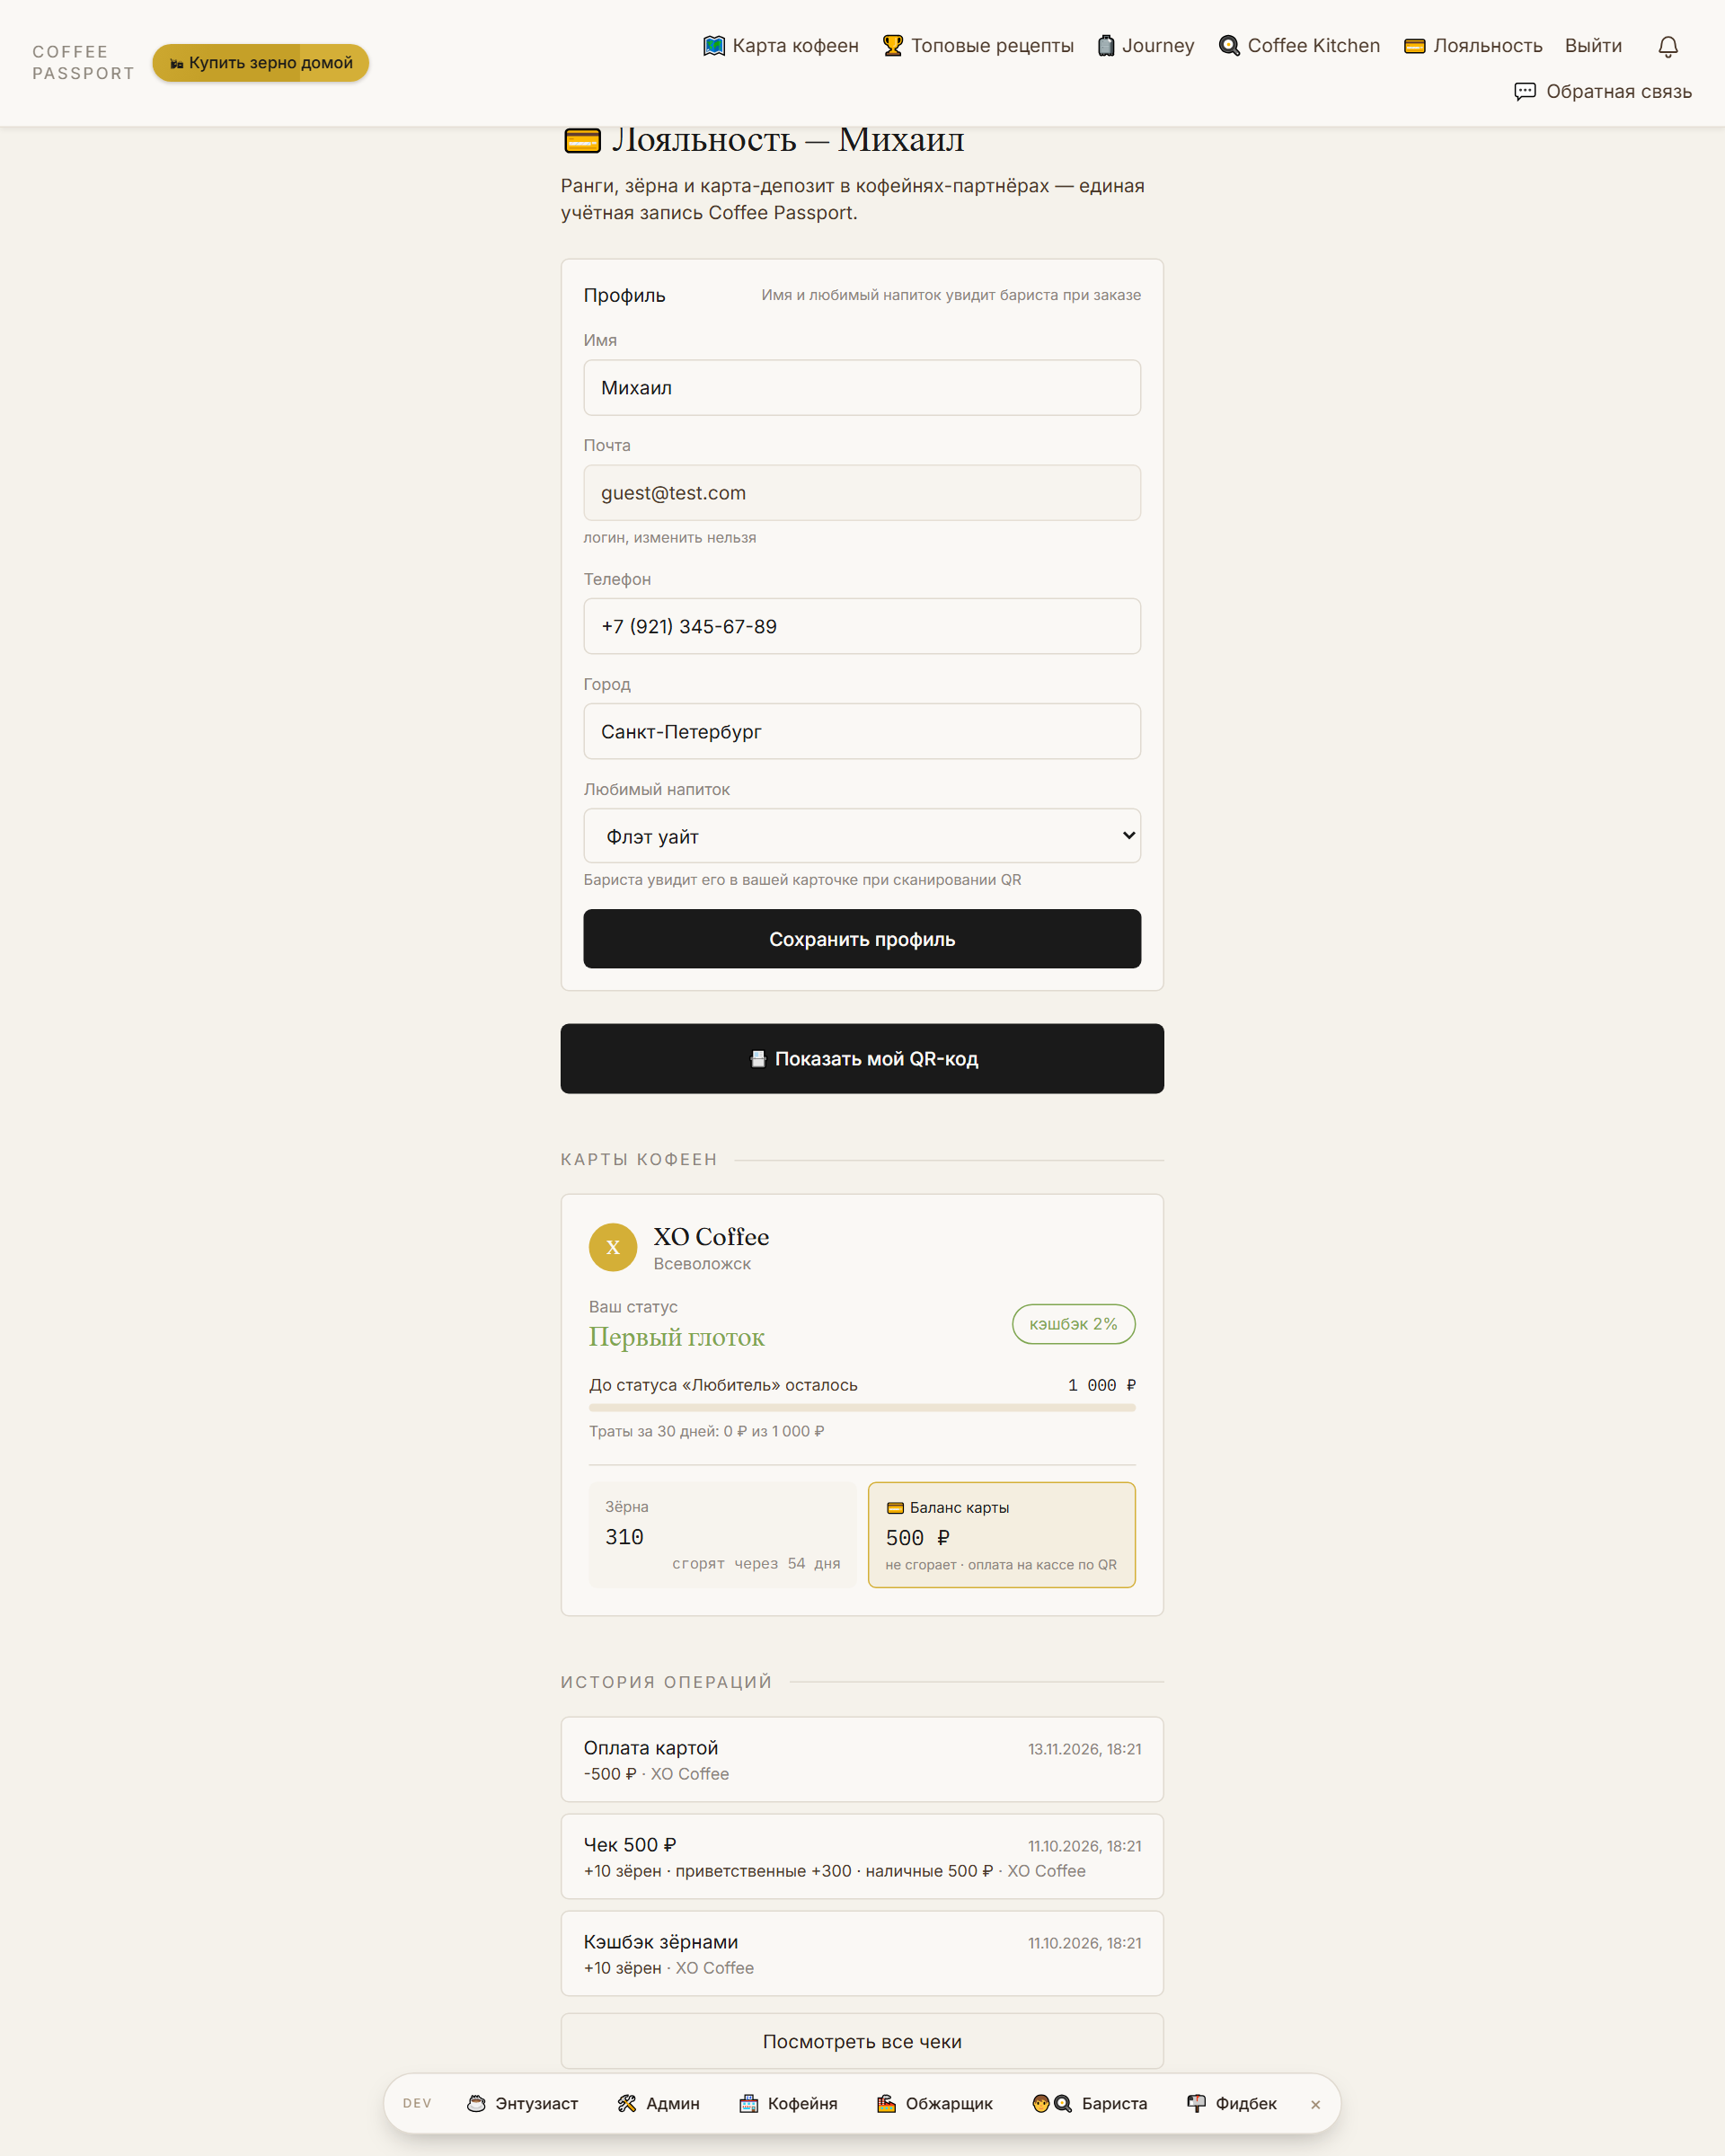 COFFEE
PASSPORT
Купить зерно домой
Карта кофеен
Топовые рецепты
Journey
Coffee Kitchen
Лояльность
Выйти
Обратная связь
Лояльность — Михаил
Ранги, зёрна и карта-депозит в кофейнях-партнёрах — единая
учётная запись Coffee Passport.
Профиль
Имя и любимый напиток увидит бариста при заказе
Имя
Михаил
Почта
guest@test.com
логин, изменить нельзя
Телефон
+7 (921) 345-67-89
Город
Санкт-Петербург
Любимый напиток
Флэт уайт
Бариста увидит его в вашей карточке при сканировании QR
Сохранить профиль
Показать мой QR-код
КАРТЫ КОФЕЕН
X
XO Coffee
Всеволожск
Ваш статус
Первый глоток
кэшбэк 2%
До статуса «Любитель» осталось
1 000 ₽
Траты за 30 дней: 0 ₽ из 1 000 ₽
Зёрна
310
сгорят через 54 дня
Баланс карты
500 ₽
не сгорает · оплата на кассе по QR
ИСТОРИЯ ОПЕРАЦИЙ
Оплата картой
13.11.2026, 18:21
-500 ₽ · XO Coffee
Чек 500 ₽
11.10.2026, 18:21
+10 зёрен · приветственные +300 · наличные 500 ₽ · XO Coffee
Кэшбэк зёрнами
11.10.2026, 18:21
+10 зёрен · XO Coffee
Посмотреть все чеки
DEV
Энтузиаст
Админ
Кофейня
Обжарщик
Бариста
Фидбек
×